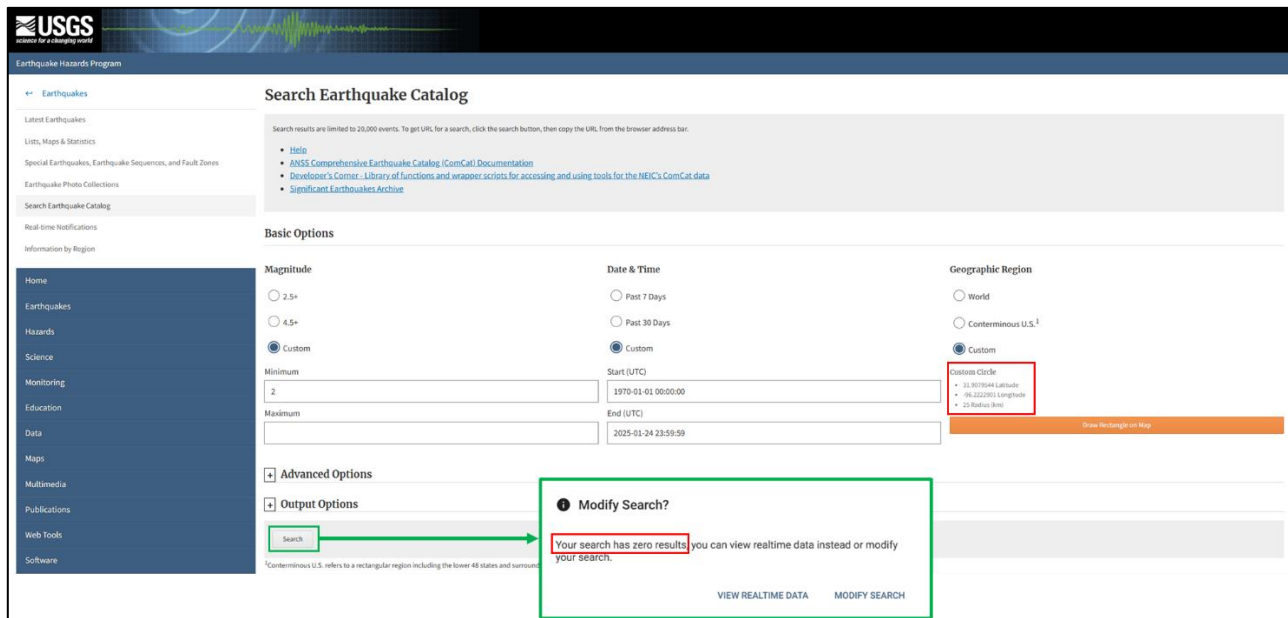 USGS
science for a changing world
Earthquake Hazards Program
← Earthquakes
Latest Earthquakes
Lists, Maps & Statistics
Special Earthquakes, Earthquake Sequences, and Fault Zones
Earthquake Photo Collections
Search Earthquake Catalog
Real-time Notifications
Information by Region
Home
Earthquakes
Hazards
Science
Monitoring
Education
Data
Maps
Multimedia
Publications
Web Tools
Software
Search Earthquake Catalog
Search results are limited to 20,000 events. To get URL for a search, click the search button, then copy the URL from the browser address bar.
• Help
• ANSS Comprehensive Earthquake Catalog (ComCat) Documentation
• Developer's Corner - Library of functions and wrapper scripts for accessing and using tools for the NEIC's ComCat data
• Significant Earthquakes Archive
Basic Options
Magnitude
2.5+
4.5+
Custom
Minimum
2
Maximum
Date & Time
Past 7 Days
Past 30 Days
Custom
Start (UTC)
1970-01-01 00:00:00
End (UTC)
2025-01-24 23:59:59
Geographic Region
World
Conterminous U.S.¹
Custom
Custom Circle
• 31.9079544 Latitude
• -96.2222901 Longitude
• 25 Radius (km)
Draw Rectangle on Map
+ Advanced Options
+ Output Options
Search
¹Conterminous U.S. refers to a rectangular region including the lower 48 states and surround
Modify Search?
Your search has zero results, you can view realtime data instead or modify
your search.
VIEW REALTIME DATA MODIFY SEARCH